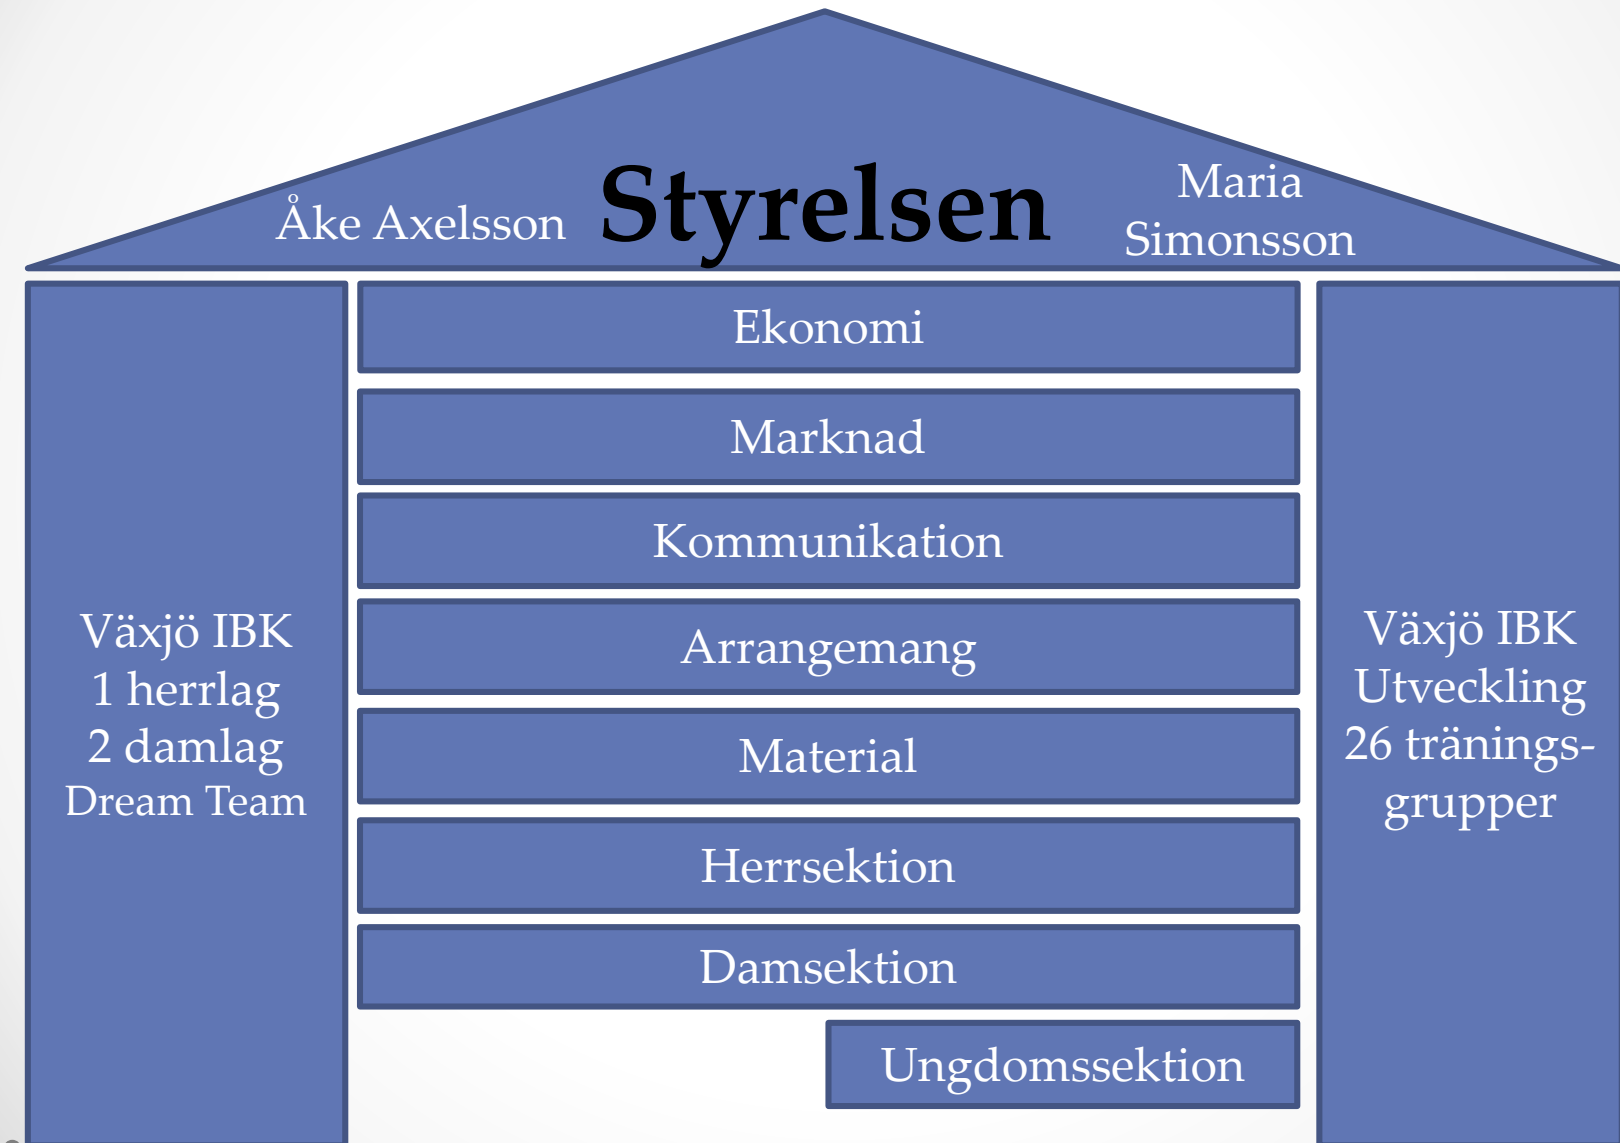 Åke Axelsson
Styrelsen
Maria
Simonsson
Växjö IBK
1 herrlag
2 damlag
Dream Team
Ekonomi
Marknad
Kommunikation
Arrangemang
Material
Herrsektion
Damsektion
Ungdomssektion
Växjö IBK
Utveckling
26 tränings-
grupper